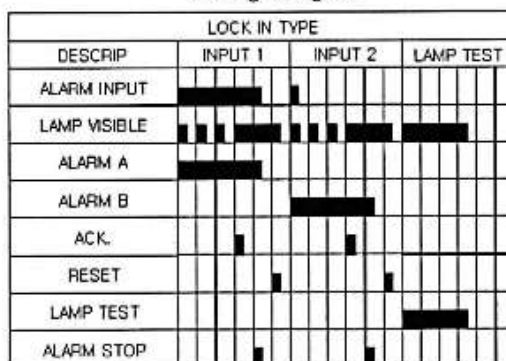 LOCK IN TYPE
DESCRIP INPUT 1 INPUT 2 LAMP TEST
ALARM INPUT
LAMP VISIBLE
ALARM A
ALARM B
ACK.
RESET
LAMP TEST
ALARM STOP